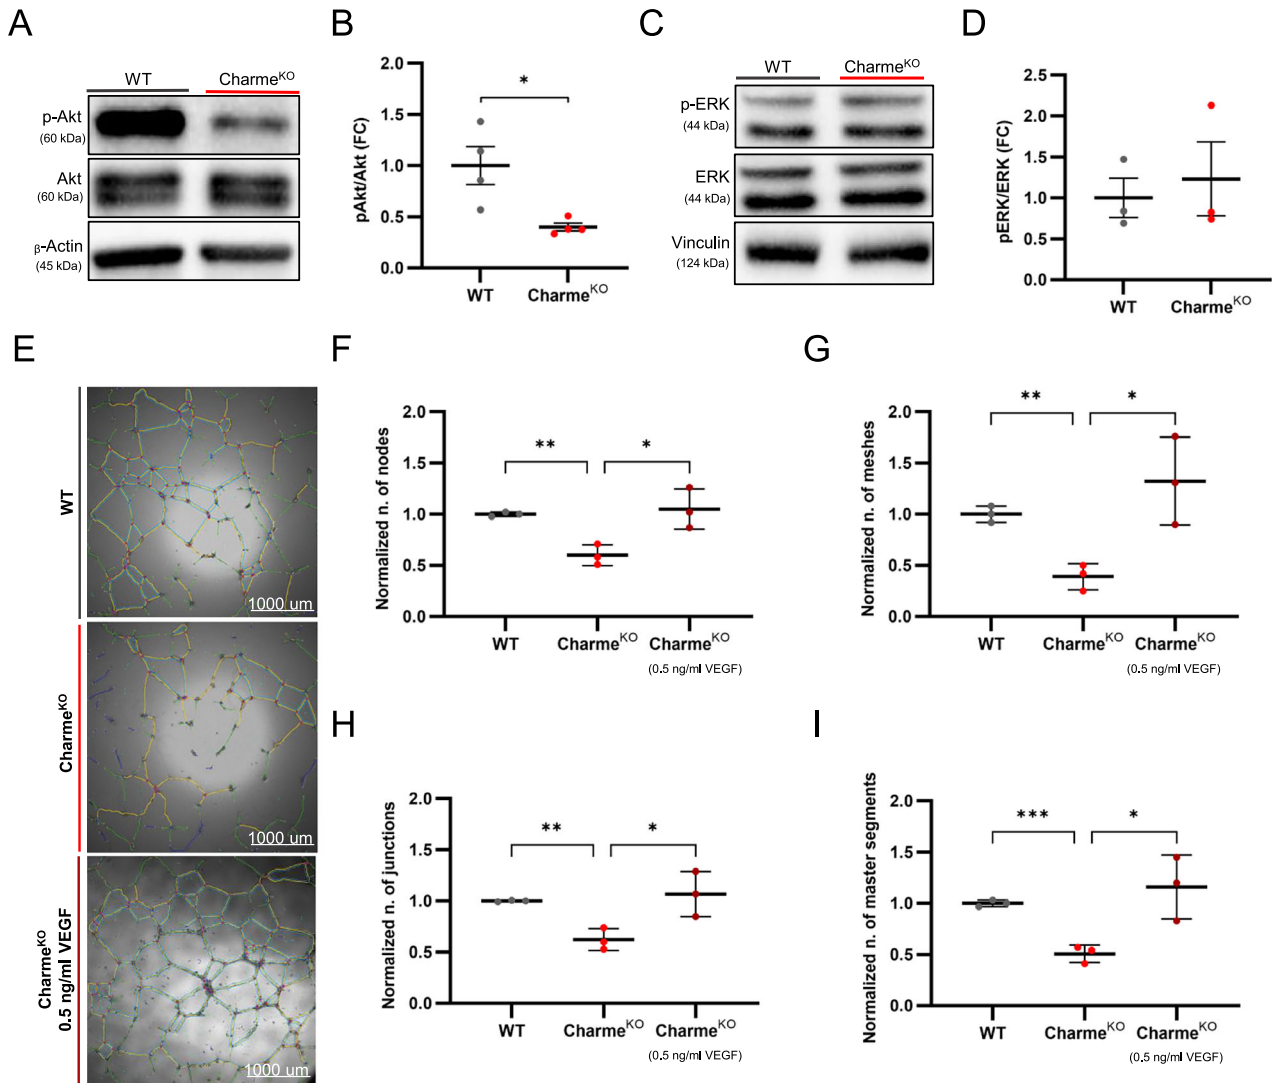 A
WT
CharmeKO
p-Akt
(60 kDa)
Akt
(60 kDa)
β-Actin
(45 kDa)
B
pAkt/Akt (FC)
2.0
1.5
1.0
0.5
0.0
*
WT
CharmeKO
C
WT
CharmeKO
p-ERK
(44 kDa)
ERK
(44 kDa)
Vinculin
(124 kDa)
D
pERK/ERK (FC)
2.5
2.0
1.5
1.0
0.5
0.0
WT
CharmeKO
E
WT
1000 um
CharmeKO
1000 um
CharmeKO
0.5 ng/ml VEGF
1000 um
F
Normalized n. of nodes
2.0
1.5
1.0
0.5
0.0
**
*
WT
CharmeKO
CharmeKO
(0.5 ng/ml VEGF)
G
Normalized n. of meshes
2.0
1.5
1.0
0.5
0.0
**
*
WT
CharmeKO
CharmeKO
(0.5 ng/ml VEGF)
H
Normalized n. of junctions
2.0
1.5
1.0
0.5
0.0
**
*
WT
CharmeKO
CharmeKO
(0.5 ng/ml VEGF)
I
Normalized n. of master segments
2.0
1.5
1.0
0.5
0.0
***
*
WT
CharmeKO
CharmeKO
(0.5 ng/ml VEGF)